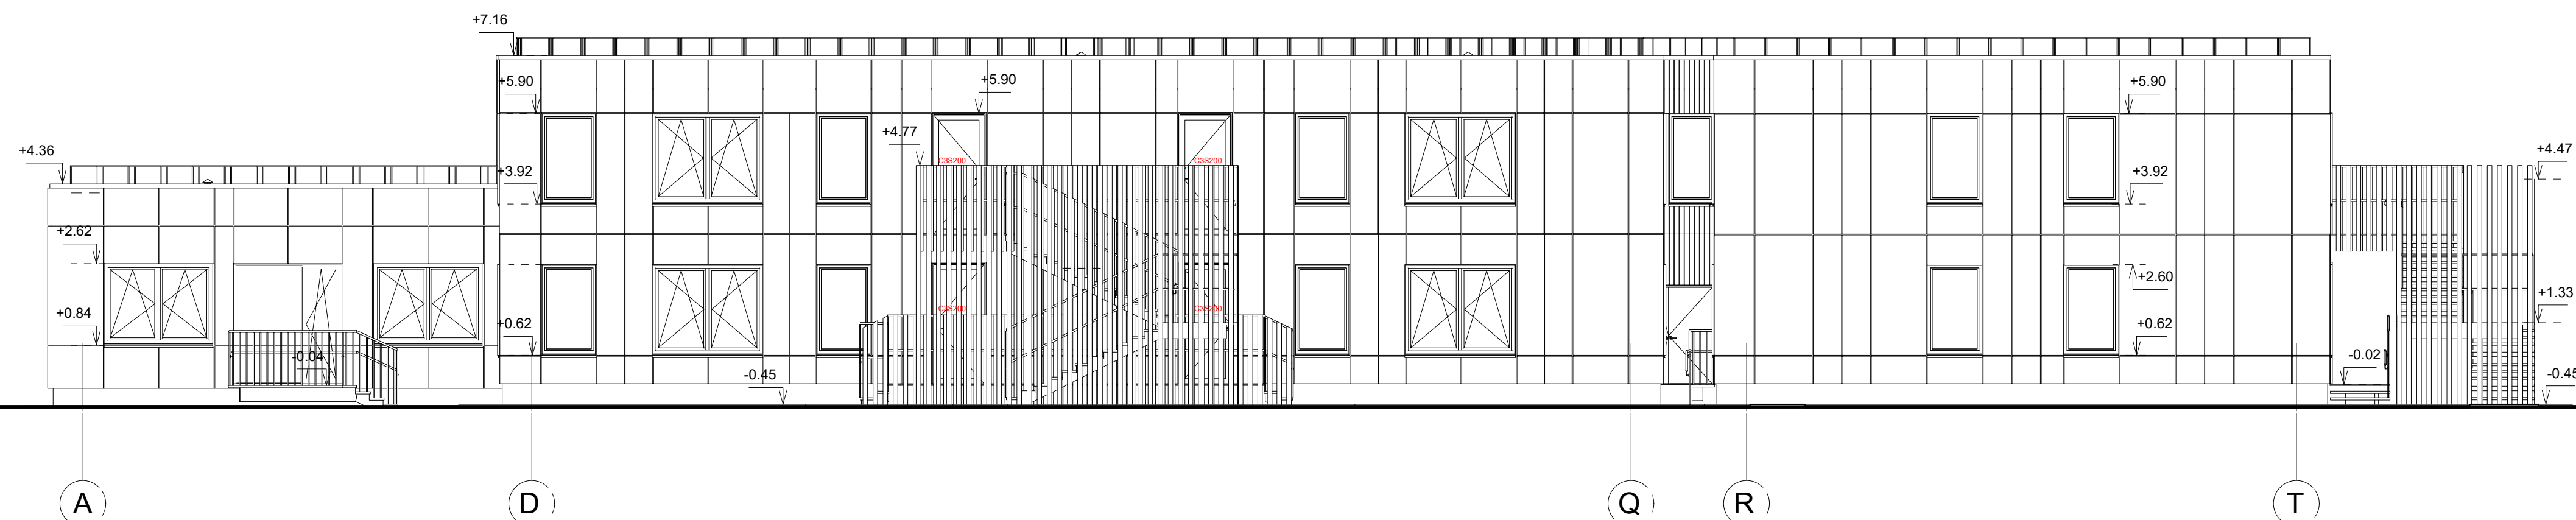 +7.16
+5.90
+5.90
+5.90
+4.77
+4.36
+4.47
C3S200
C3S200
+3.92
+3.92
+2.62
+2.60
+1.33
+0.84
+0.62
C3S200
C3S200
+0.62
-0.04
-0.02
-0.45
-0.45
A
D
Q
R
T